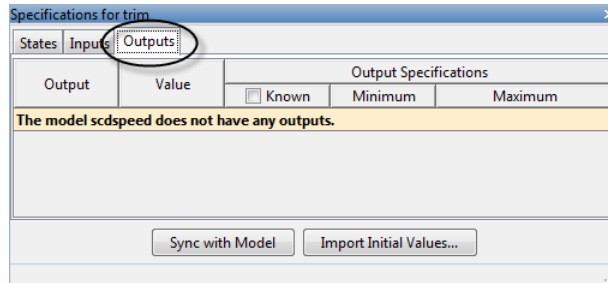 Specifications for trim
States Inputs Outputs
Output Value Output Specifications
Known Minimum Maximum
The model scdspeed does not have any outputs.
Sync with Model Import Initial Values...